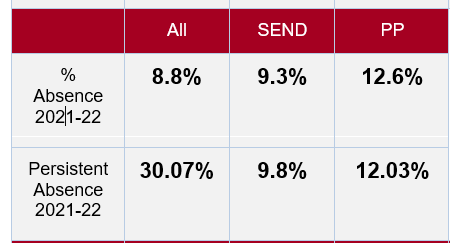 All SEND PP
% 8.8% 9.3% 12.6%
Absence
2021-22
Persistent 30.07% 9.8% 12.03%
Absence
2021-22